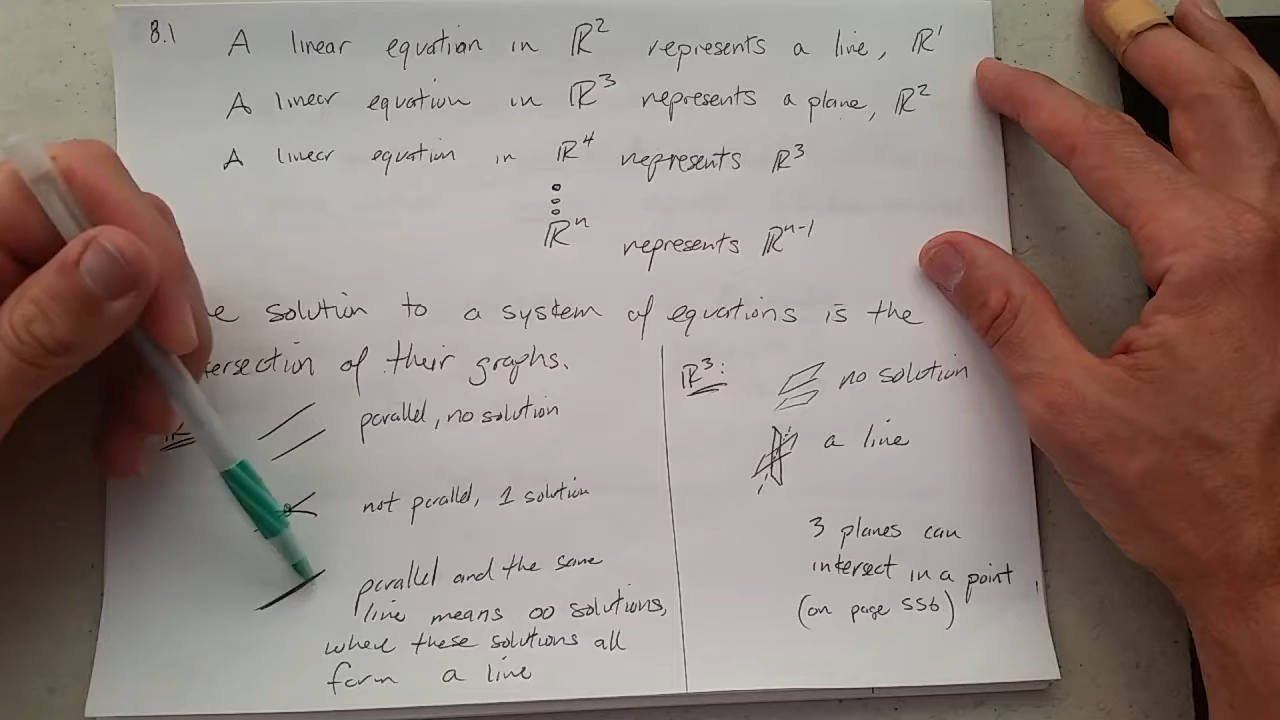 8.1 A linear equation in ℝ² represents a line, ℝ¹
A linear equation in ℝ³ represents a plane, ℝ²
A linear equation in ℝ⁴ represents ℝ³
⋮
ℝⁿ represents ℝⁿ⁻¹
e solution to a system of equations is the
tersection of their graphs.
parallel, no solution
not parallel, 1 solution
parallel and the same
line means ∞ solutions,
where these solutions all
form a line
ℝ³:
no solution
a line
3 planes can
intersect in a point
(on page 556)